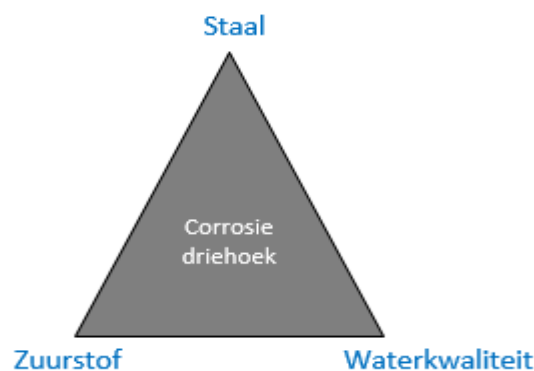 Staal
Corrosie
driehoek
Zuurstof
Waterkwaliteit